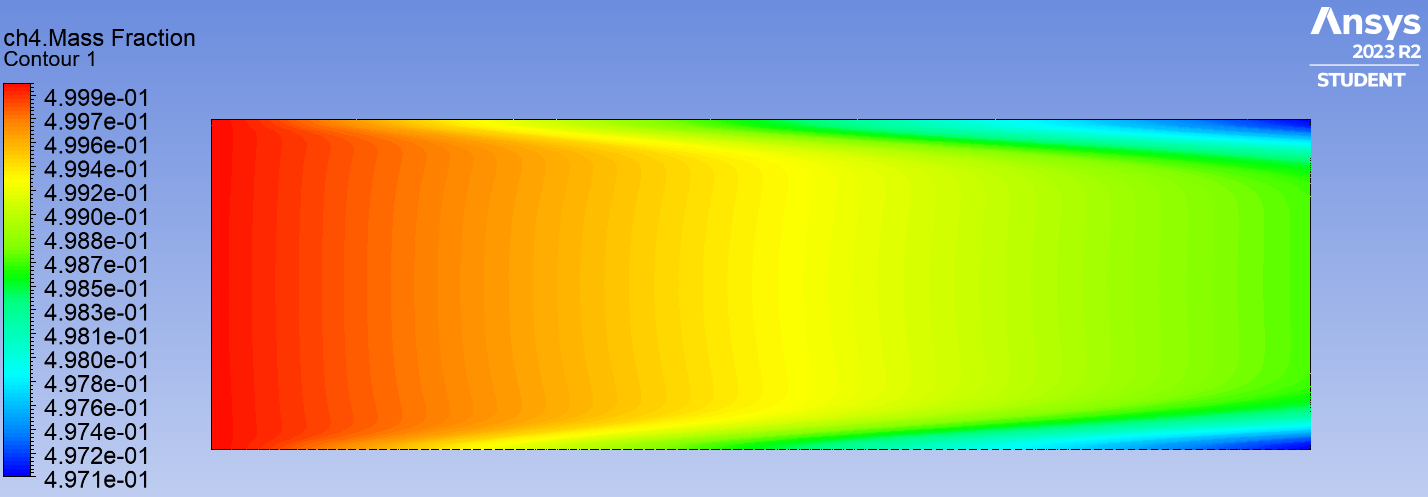 ch4.Mass Fraction
Contour 1
4.999e-01
4.997e-01
4.996e-01
4.994e-01
4.992e-01
4.990e-01
4.988e-01
4.987e-01
4.985e-01
4.983e-01
4.981e-01
4.980e-01
4.978e-01
4.976e-01
4.974e-01
4.972e-01
4.971e-01
Ansys
2023 R2
STUDENT